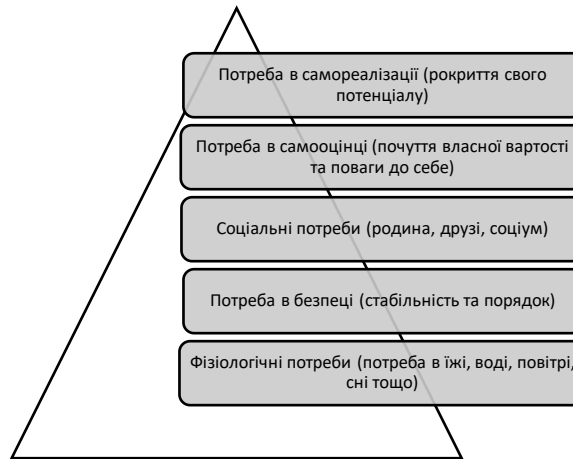 Потреба в самореалізації (рокриття свого
потенціалу)
Потреба в самооцінці (почуття власної вартості
та поваги до себе)
Соціальні потреби (родина, друзі, соціум)
Потреба в безпеці (стабільність та порядок)
Фізіологічні потреби (потреба в їжі, воді, повітрі,
сні тощо)